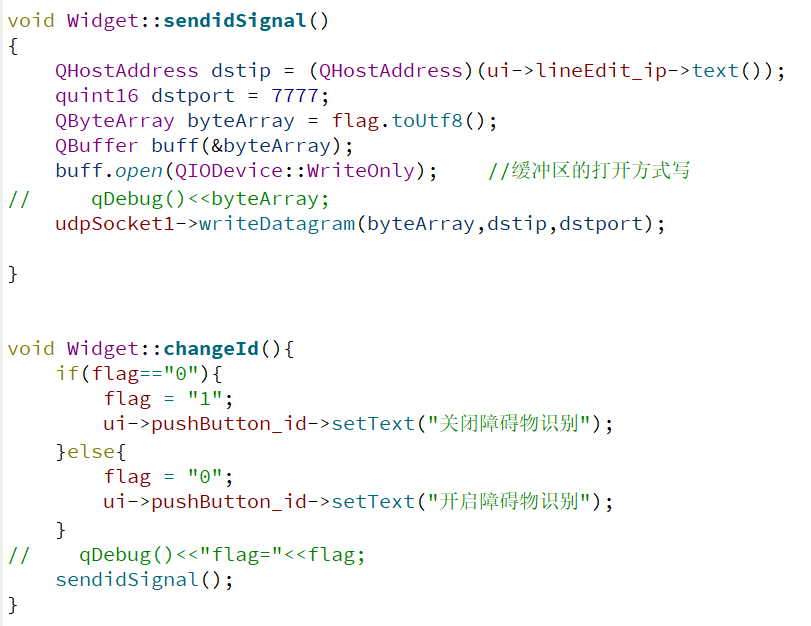 void Widget::sendidSignal()
{
    QHostAddress dstip = (QHostAddress)(ui->lineEdit_ip->text());
    quint16 dstport = 7777;
    QByteArray byteArray = flag.toUtf8();
    QBuffer buff(&byteArray);
    buff.open(QIODevice::WriteOnly);    //缓冲区的打开方式写
//     qDebug()<<byteArray;
    udpSocket1->writeDatagram(byteArray,dstip,dstport);
}
void Widget::changeId(){
    if(flag=="0"){
        flag = "1";
        ui->pushButton_id->setText("关闭障碍物识别");
    }else{
        flag = "0";
        ui->pushButton_id->setText("开启障碍物识别");
    }
//    qDebug()<<"flag="<<flag;
    sendidSignal();
}